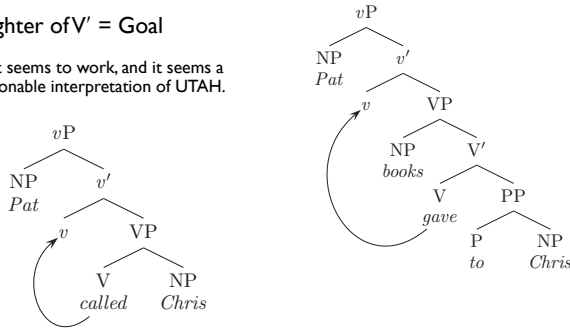 ghter of V′ = Goal
t seems to work, and it seems a
onable interpretation of UTAH.
vP
NP v′
Pat
v VP
V NP
called Chris
vP
NP v′
Pat
v VP
NP V′
books
V PP
gave
P NP
to Chris